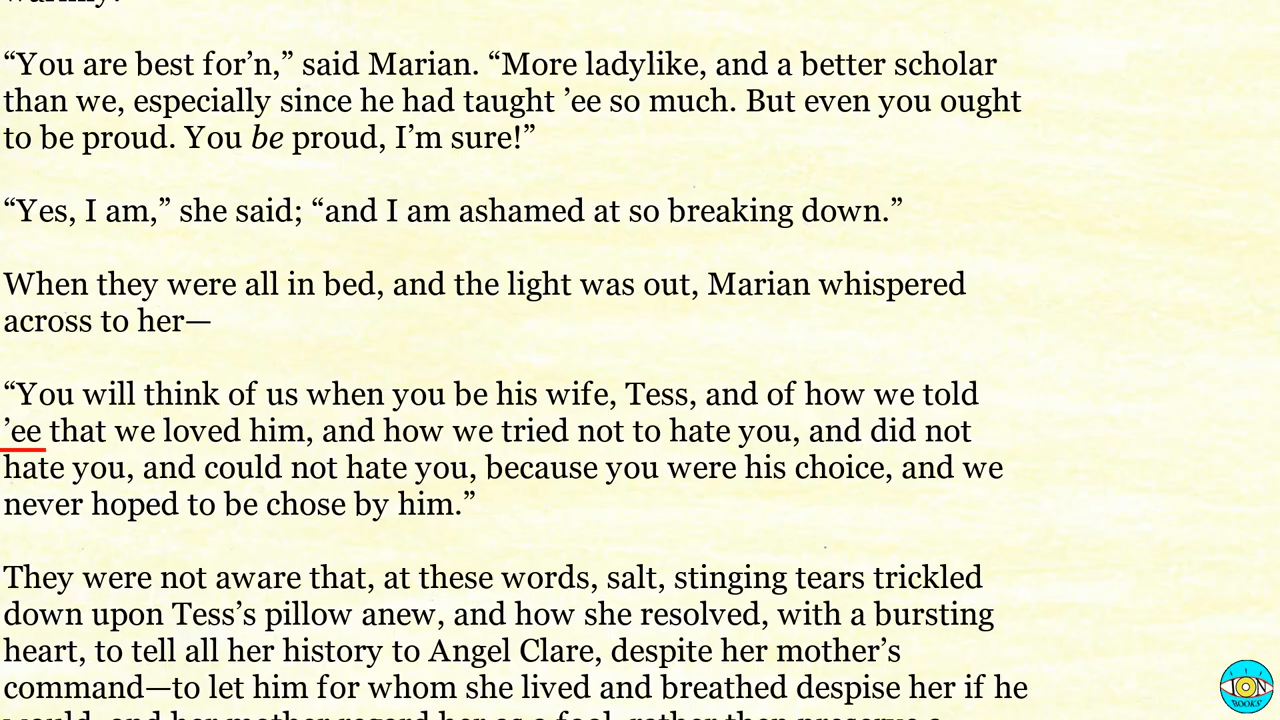 “You are best for’n,” said Marian. “More ladylike, and a better scholar
than we, especially since he had taught ’ee so much. But even you ought
to be proud. You be proud, I’m sure!”
“Yes, I am,” she said; “and I am ashamed at so breaking down.”
When they were all in bed, and the light was out, Marian whispered
across to her—
“You will think of us when you be his wife, Tess, and of how we told
’ee that we loved him, and how we tried not to hate you, and did not
hate you, and could not hate you, because you were his choice, and we
never hoped to be chose by him.”
They were not aware that, at these words, salt, stinging tears trickled
down upon Tess’s pillow anew, and how she resolved, with a bursting
heart, to tell all her history to Angel Clare, despite her mother’s
command—to let him for whom she lived and breathed despise her if he
ION
BOOKS